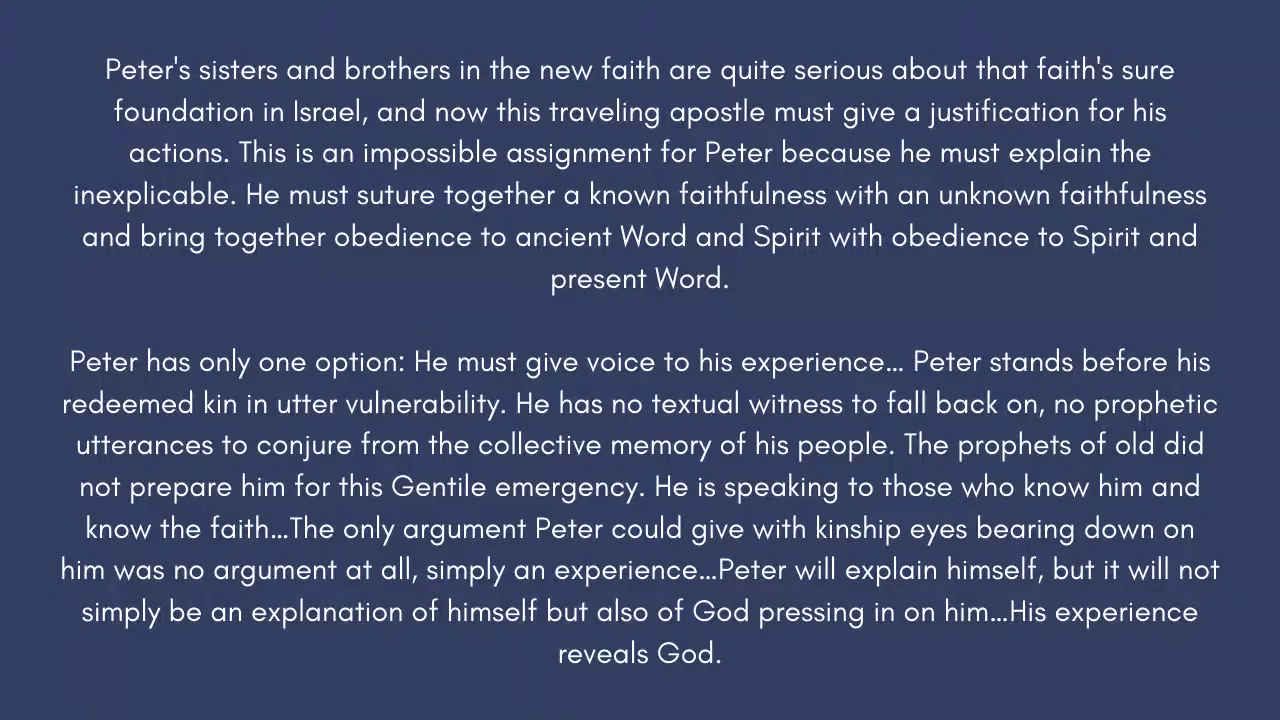 Peter's sisters and brothers in the new faith are quite serious about that faith's sure
foundation in Israel, and now this traveling apostle must give a justification for his
actions. This is an impossible assignment for Peter because he must explain the
inexplicable. He must suture together a known faithfulness with an unknown faithfulness
and bring together obedience to ancient Word and Spirit with obedience to Spirit and
present Word.
Peter has only one option: He must give voice to his experience... Peter stands before his
redeemed kin in utter vulnerability. He has no textual witness to fall back on, no prophetic
utterances to conjure from the collective memory of his people. The prophets of old did
not prepare him for this Gentile emergency. He is speaking to those who know him and
know the faith...The only argument Peter could give with kinship eyes bearing down on
him was no argument at all, simply an experience...Peter will explain himself, but it will not
simply be an explanation of himself but also of God pressing in on him...His experience
reveals God.